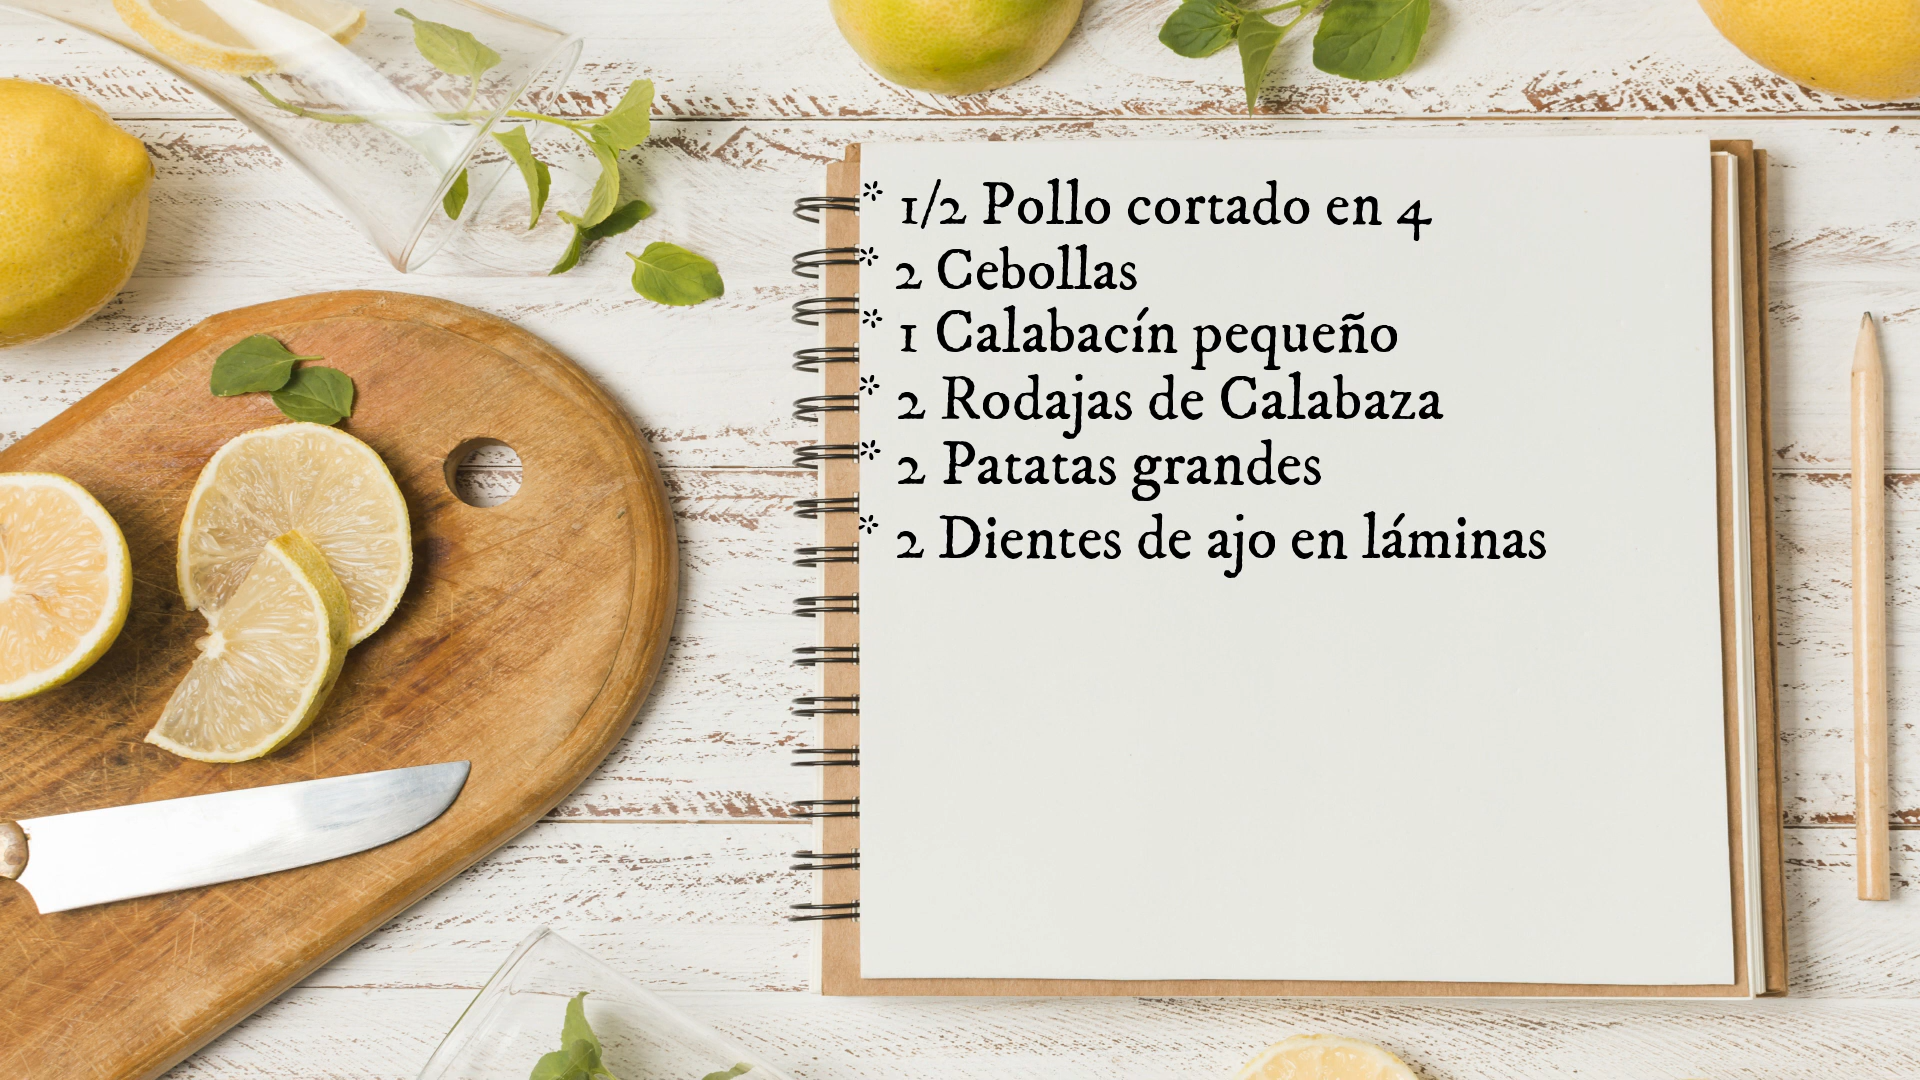 * 1/2 Pollo cortado en 4
* 2 Cebollas
* 1 Calabacín pequeño
* 2 Rodajas de Calabaza
* 2 Patatas grandes
* 2 Dientes de ajo en láminas